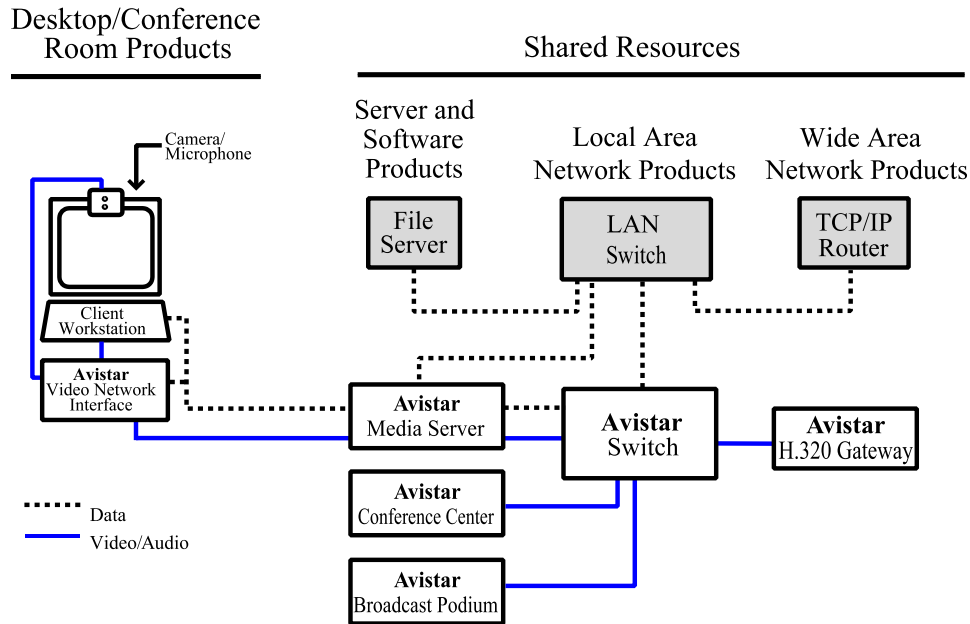 Desktop/Conference
Room Products
Shared Resources
Camera/
Microphone
Server and
Software
Products
Local Area
Network Products
Wide Area
Network Products
File
Server
LAN
Switch
TCP/IP
Router
Client
Workstation
Avistar
Video Network
Interface
Avistar
Media Server
Avistar
Switch
Avistar
H.320 Gateway
Avistar
Conference Center
Avistar
Broadcast Podium
Data
Video/Audio